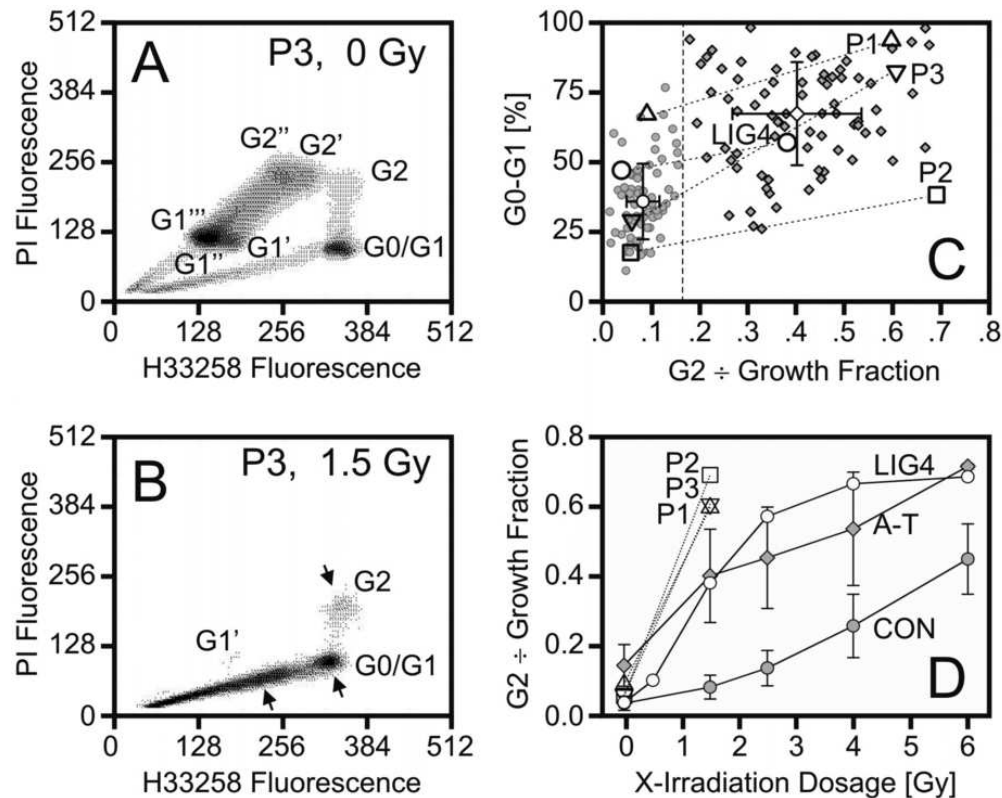 A
P3, 0 Gy
512
384
256
128
0
PI Fluorescence
G2’’ G2’
G2
G1’’’
G1’
G1’’
G0/G1
0 128 256 384 512
H33258 Fluorescence
C
100
75
50
25
0
G0-G1 [%]
P1
P3
LIG4
P2
.0 .1 .2 .3 .4 .5 .6 .7 .8
G2 ÷ Growth Fraction
B
P3, 1.5 Gy
512
384
256
128
0
PI Fluorescence
G2
G1’
G0/G1
0 128 256 384 512
H33258 Fluorescence
D
0.8
0.6
0.4
0.2
0.0
G2 ÷ Growth Fraction
P2
P3
P1
LIG4
A-T
CON
0 1 2 3 4 5 6
X-Irradiation Dosage [Gy]